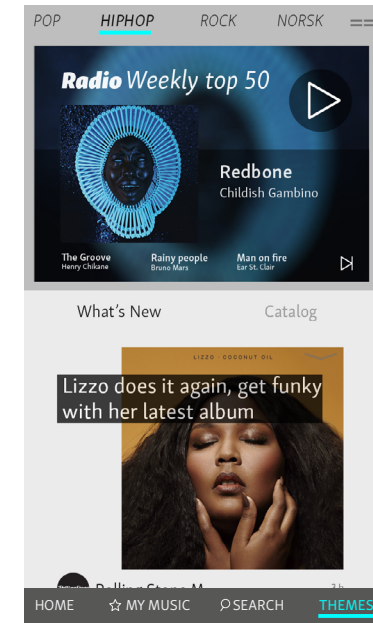 POP HIPHOP ROCK NORSK
Radio Weekly top 50
Redbone
Childish Gambino
The Groove Rainy people Man on fire
Henry Chikane Bruno Mars Ear St. Clair
What's New Catalog
LIZZO - COCONUT OIL
Lizzo does it again, get funky
with her latest album
HOME MY MUSIC SEARCH THEMES